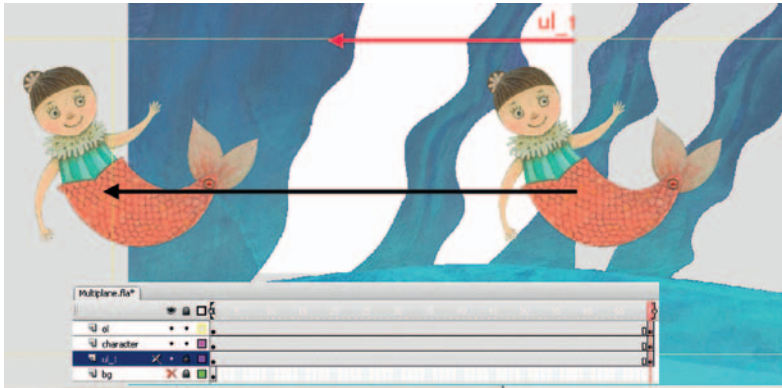 ul_1
Multiplane.fla*
ol
character
ul_1
bg